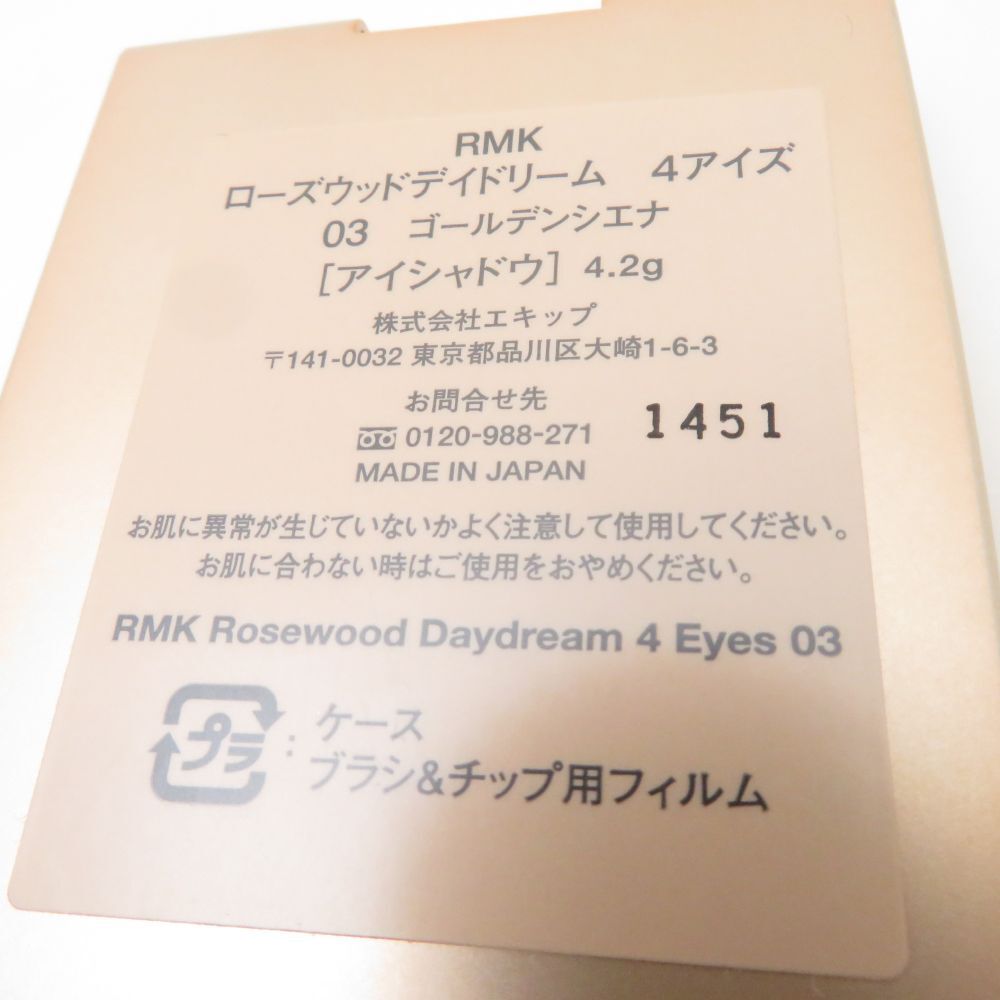 RMK
ローズウッドデイドリーム　4アイズ
03　ゴールデンシエナ
[アイシャドウ] 4.2g
株式会社エキップ
〒141-0032 東京都品川区大崎1-6-3
お問合せ先
0120-988-271
1451
MADE IN JAPAN
お肌に異常が生じていないかよく注意して使用してください。
お肌に合わない時はご使用をおやめください。
RMK Rosewood Daydream 4 Eyes 03
プラ : ケース
ブラシ&チップ用フィルム